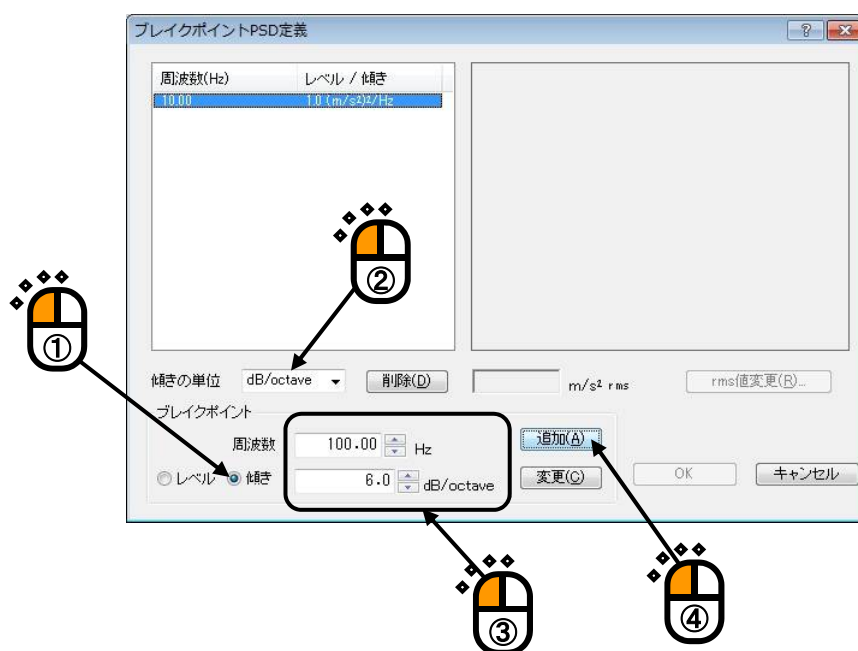 ブレイクポイントPSD定義
周波数(Hz) レベル / 傾き
10.00 1.0 (m/s²)²/Hz
②
①
傾きの単位 dB/octave 削除(D) m/s² rms rms値変更(R)...
ブレイクポイント
周波数 100.00 Hz 追加(A)
レベル 傾き 6.0 dB/octave 変更(C) OK キャンセル
③
④